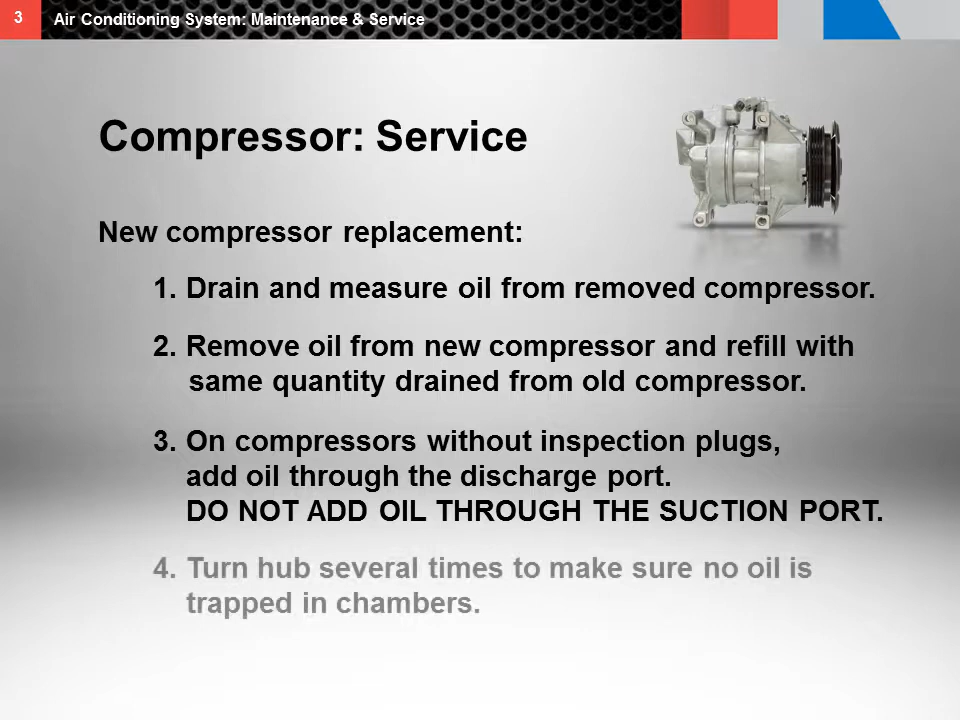 3
Air Conditioning System: Maintenance & Service
Compressor: Service
New compressor replacement:
1. Drain and measure oil from removed compressor.
2. Remove oil from new compressor and refill with
same quantity drained from old compressor.
3. On compressors without inspection plugs,
add oil through the discharge port.
DO NOT ADD OIL THROUGH THE SUCTION PORT.
4. Turn hub several times to make sure no oil is
trapped in chambers.